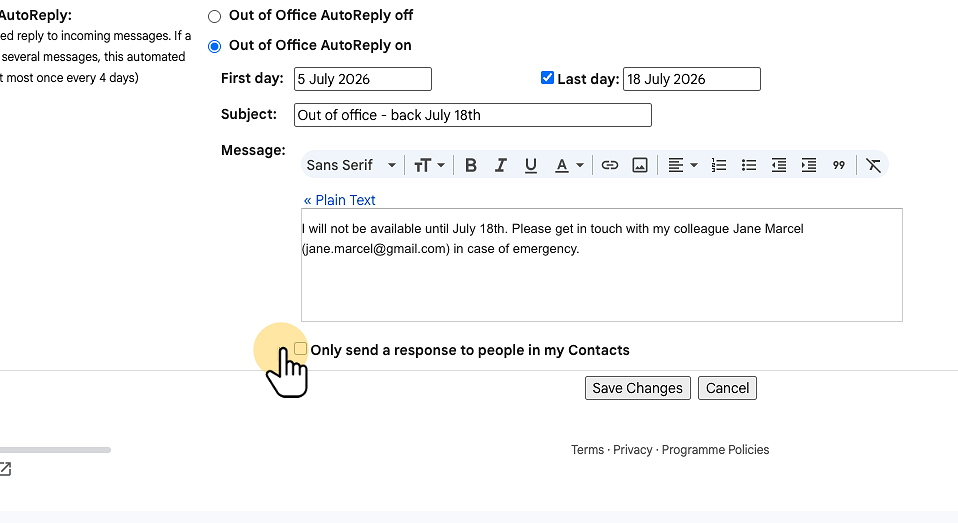 AutoReply:
ed reply to incoming messages. If a
several messages, this automated
t most once every 4 days)
Out of Office AutoReply off
Out of Office AutoReply on
First day: 5 July 2026 Last day: 18 July 2026
Subject: Out of office - back July 18th
Message:
Sans Serif
« Plain Text
I will not be available until July 18th. Please get in touch with my colleague Jane Marcel
(jane.marcel@gmail.com) in case of emergency.
Only send a response to people in my Contacts
Save Changes Cancel
Terms · Privacy · Programme Policies